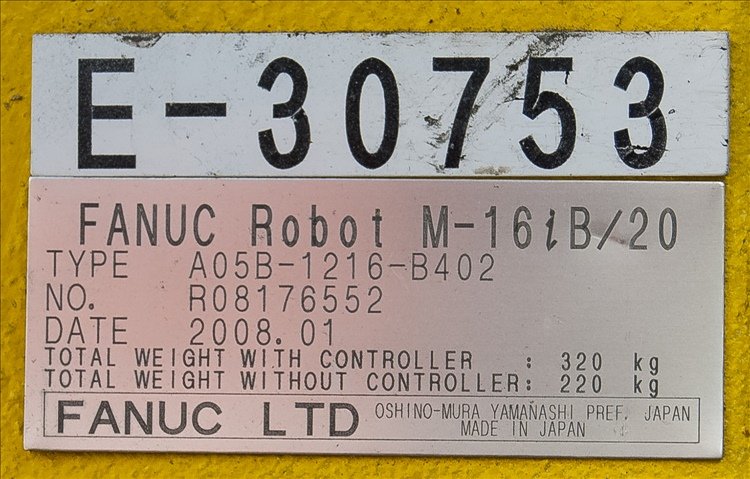 E-30753
FANUC Robot M-16iB/20
TYPE A05B-1216-B402
NO. R08176552
DATE 2008.01
TOTAL WEIGHT WITH CONTROLLER : 320 kg
TOTAL WEIGHT WITHOUT CONTROLLER: 220 kg
FANUC LTD OSHINO-MURA YAMANASHI PREF. JAPAN
MADE IN JAPAN